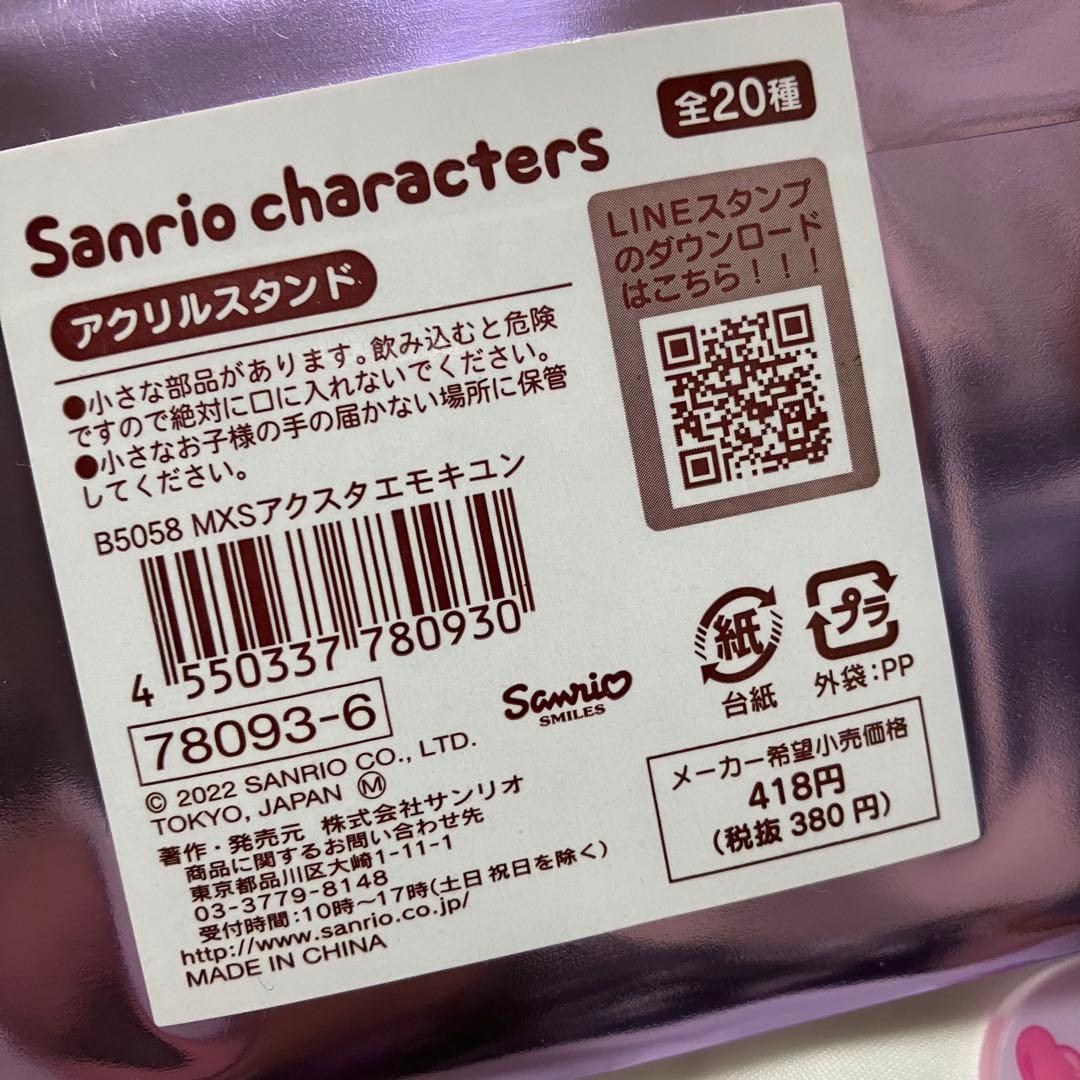 全20種
Sanrio characters
アクリルスタンド
●小さな部品があります。飲み込むと危険
ですので絶対に口に入れないでください。
●小さなお子様の手の届かない場所に保管
してください。
LINEスタンプ
のダウンロード
はこちら！！！
B5058 MXSアクスタエモキユン
4 550337 780930
78093-6
Sanrio
SMILES
紙
台紙
プラ
外袋:PP
© 2022 SANRIO CO., LTD.
TOKYO, JAPAN Ⓜ
著作・発売元 株式会社サンリオ
商品に関するお問い合わせ先
東京都品川区大崎1-11-1
03-3779-8148
受付時間:10時〜17時(土日祝日を除く)
http://www.sanrio.co.jp/
MADE IN CHINA
メーカー希望小売価格
418円
(税抜 380円)